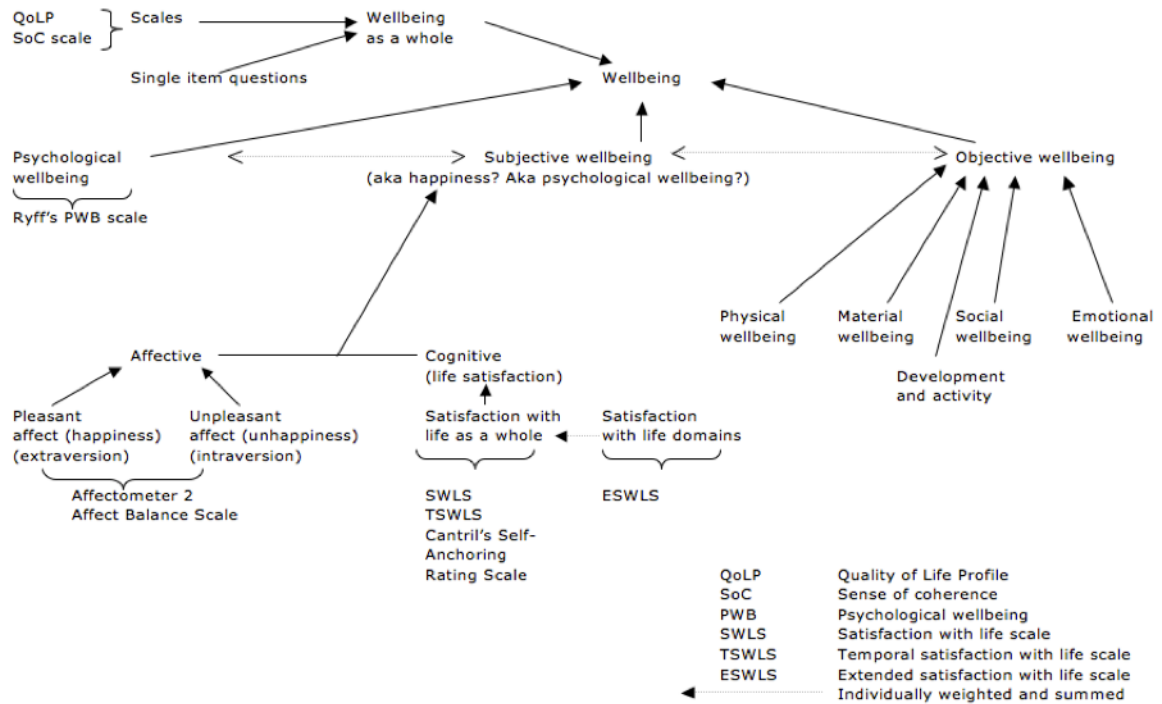 QoLP
SoC scale
Scales
Wellbeing
as a whole
Single item questions
Wellbeing
Psychological
wellbeing
Ryff's PWB scale
Subjective wellbeing
(aka happiness? Aka psychological wellbeing?)
Objective wellbeing
Physical
wellbeing
Material
wellbeing
Social
wellbeing
Emotional
wellbeing
Development
and activity
Affective
Cognitive
(life satisfaction)
Pleasant
affect (happiness)
(extraversion)
Unpleasant
affect (unhappiness)
(intraversion)
Satisfaction with
life as a whole
Satisfaction
with life domains
Affectometer 2
Affect Balance Scale
SWLS
TSWLS
Cantril's Self-
Anchoring
Rating Scale
ESWLS
QoLP Quality of Life Profile
SoC Sense of coherence
PWB Psychological wellbeing
SWLS Satisfaction with life scale
TSWLS Temporal satisfaction with life scale
ESWLS Extended satisfaction with life scale
Individually weighted and summed